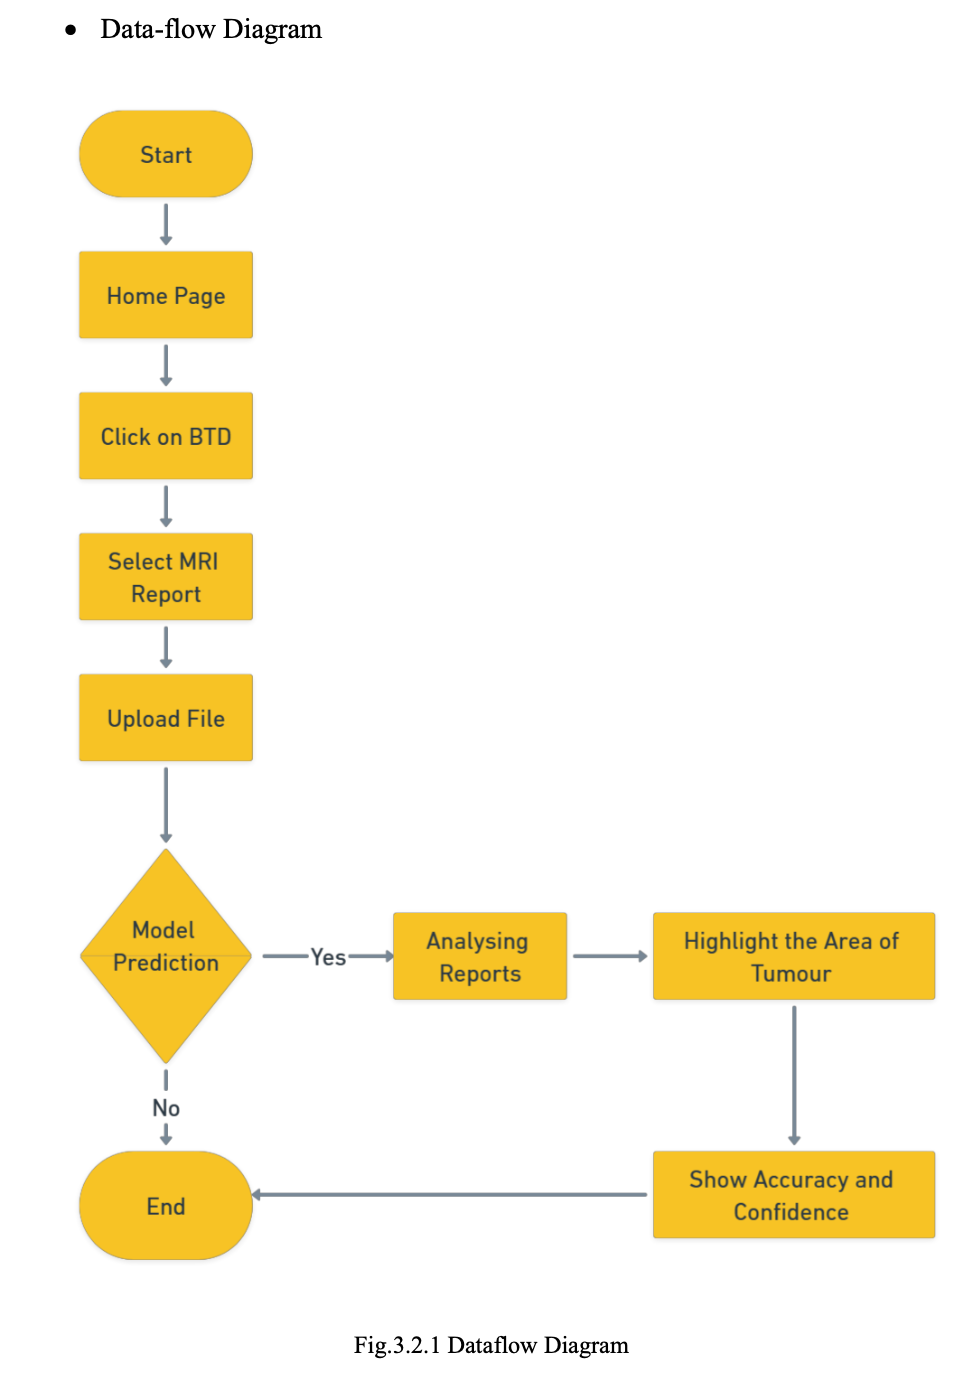 • Data-flow Diagram
Start
Home Page
Click on BTD
Select MRI
Report
Upload File
Model
Prediction
Yes
Analysing
Reports
Highlight the Area of
Tumour
No
End
Show Accuracy and
Confidence
Fig.3.2.1 Dataflow Diagram